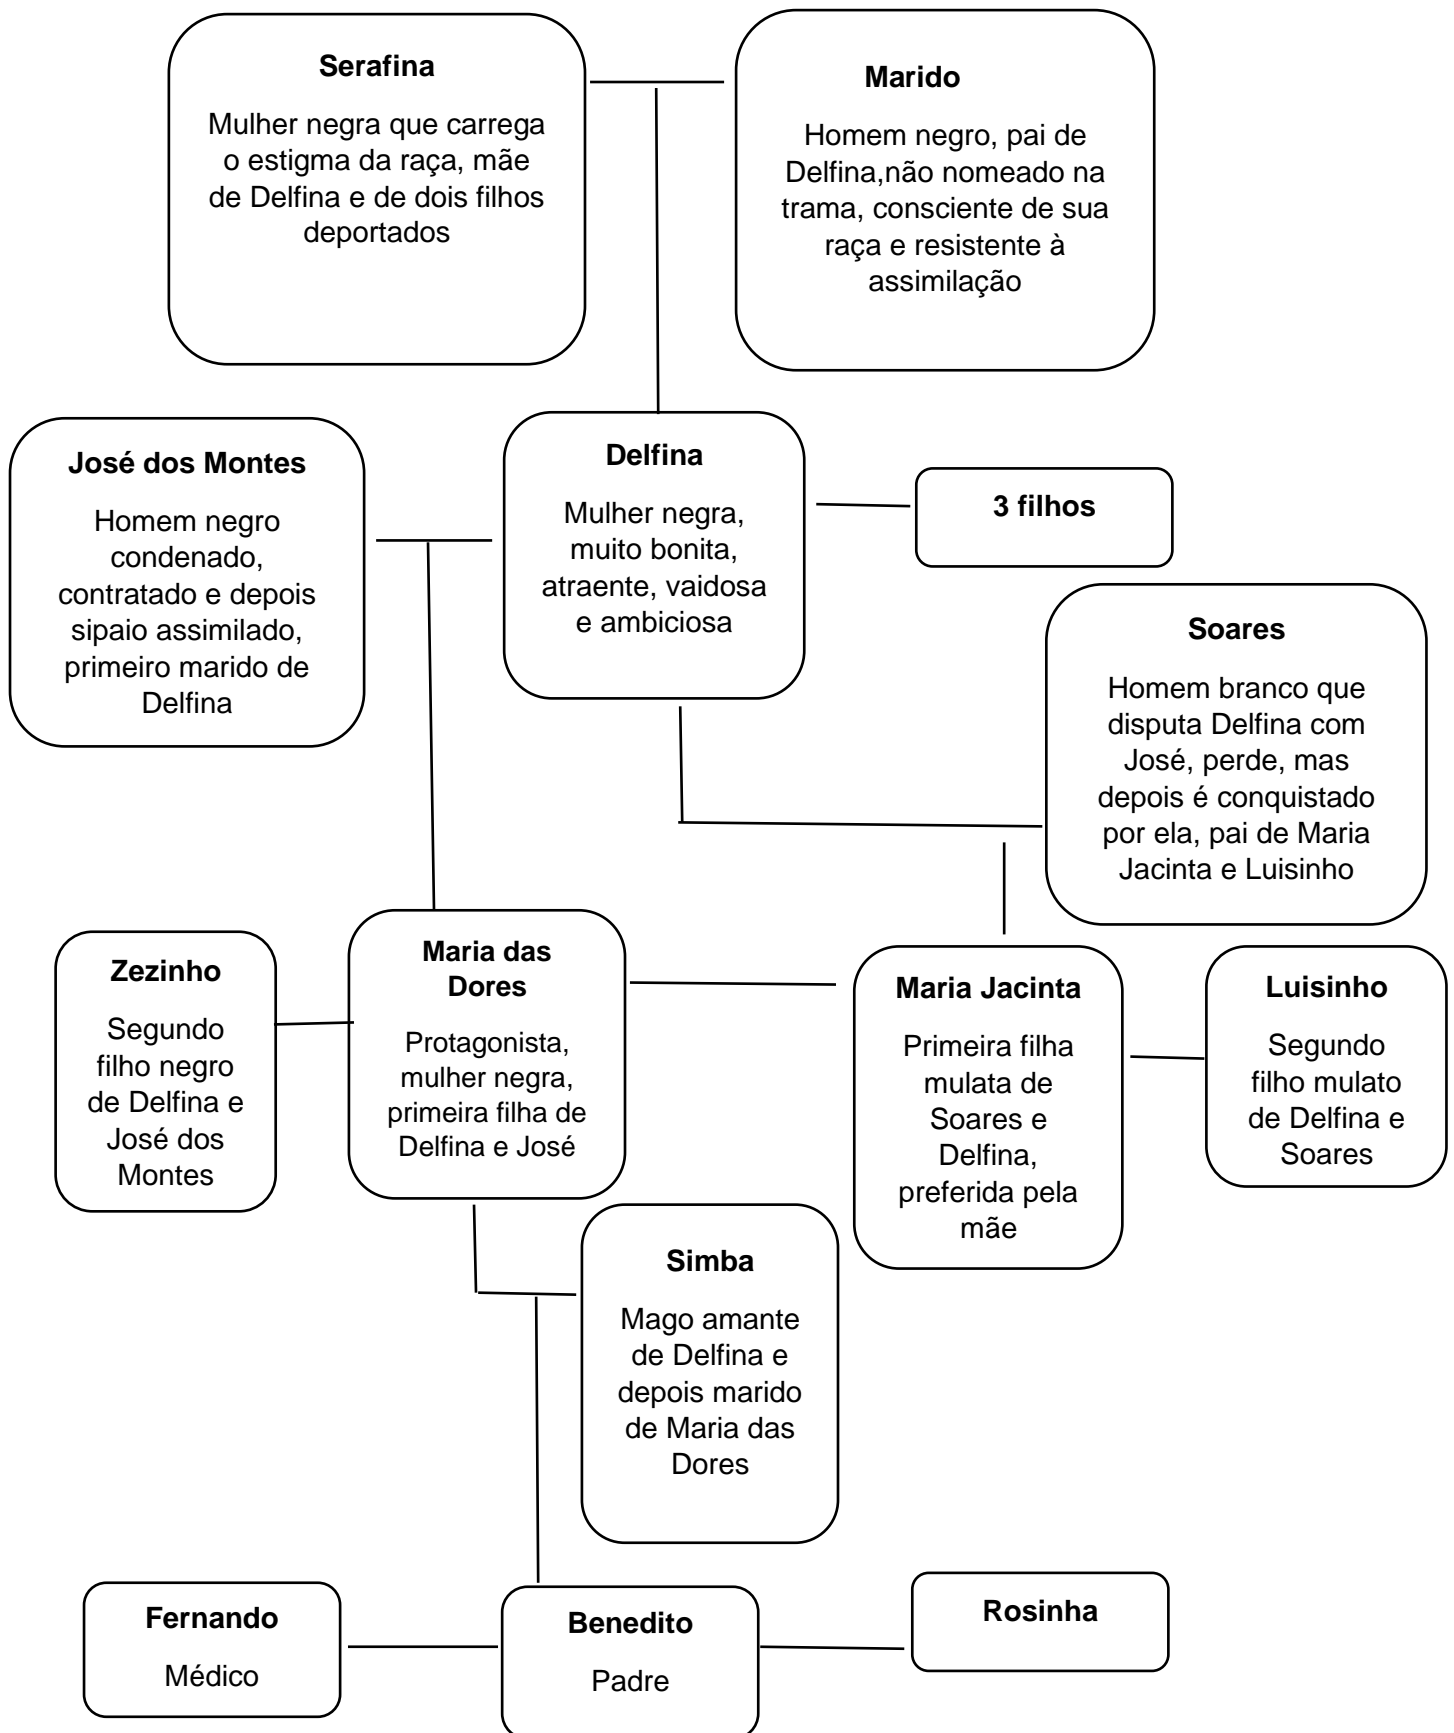 Serafina
Mulher negra que carrega
o estigma da raça, mãe
de Delfina e de dois filhos
deportados
Marido
Homem negro, pai de
Delfina,não nomeado na
trama, consciente de sua
raça e resistente à
assimilação
José dos Montes
Homem negro
condenado,
contratado e depois
sipaio assimilado,
primeiro marido de
Delfina
Delfina
Mulher negra,
muito bonita,
atraente, vaidosa
e ambiciosa
3 filhos
Soares
Homem branco que
disputa Delfina com
José, perde, mas
depois é conquistado
por ela, pai de Maria
Jacinta e Luisinho
Zezinho
Segundo
filho negro
de Delfina e
José dos
Montes
Maria das
Dores
Protagonista,
mulher negra,
primeira filha de
Delfina e José
Maria Jacinta
Primeira filha
mulata de
Soares e
Delfina,
preferida pela
mãe
Luisinho
Segundo
filho mulato
de Delfina e
Soares
Simba
Mago amante
de Delfina e
depois marido
de Maria das
Dores
Fernando
Médico
Benedito
Padre
Rosinha